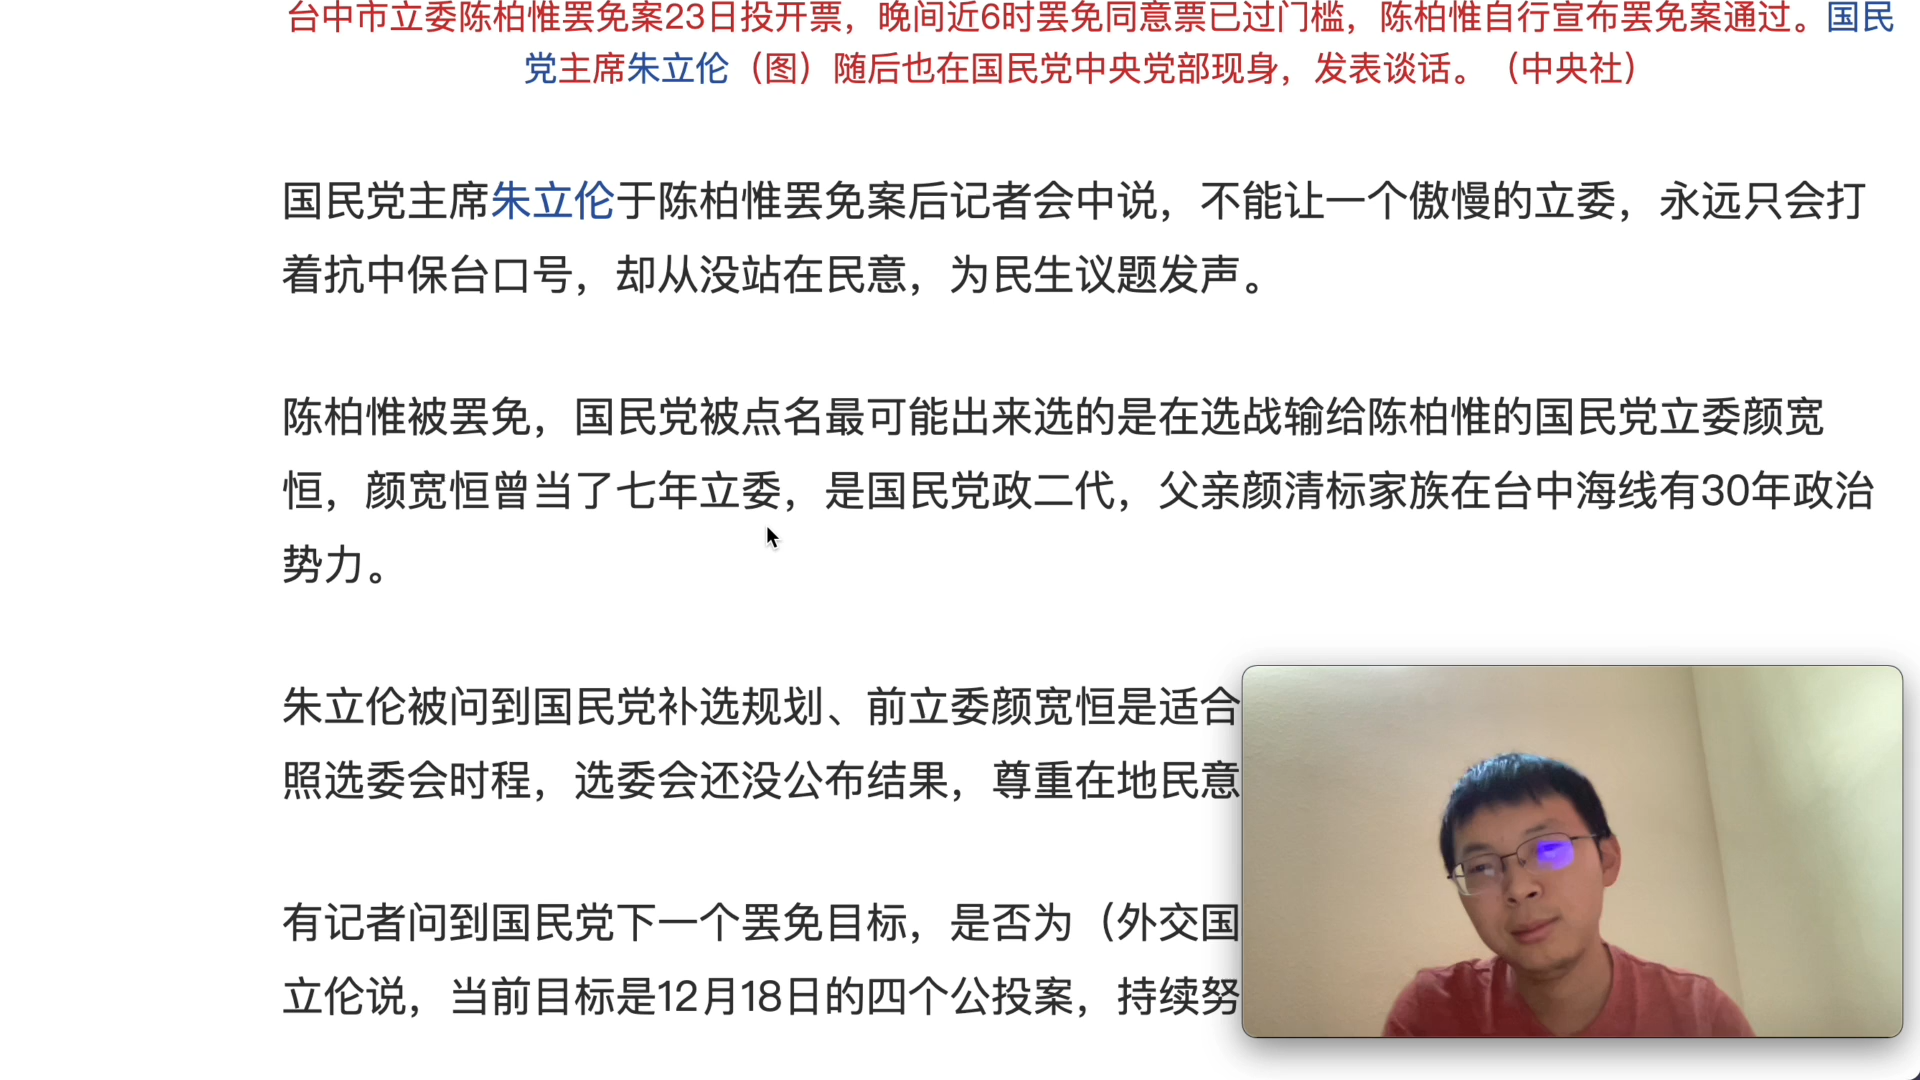 台中市立委陈柏惟罢免案23日投开票，晚间近6时罢免同意票已过门槛，陈柏惟自行宣布罢免案通过。国民
党主席朱立伦（图）随后也在国民党中央党部现身，发表谈话。（中央社）
国民党主席朱立伦于陈柏惟罢免案后记者会中说，不能让一个傲慢的立委，永远只会打
着抗中保台口号，却从没站在民意，为民生议题发声。
陈柏惟被罢免，国民党被点名最可能出来选的是在选战输给陈柏惟的国民党立委颜宽
恒，颜宽恒曾当了七年立委，是国民党政二代，父亲颜清标家族在台中海线有30年政治
势力。
朱立伦被问到国民党补选规划、前立委颜宽恒是适合
照选委会时程，选委会还没公布结果，尊重在地民意
有记者问到国民党下一个罢免目标，是否为（外交国
立伦说，当前目标是12月18日的四个公投案，持续努